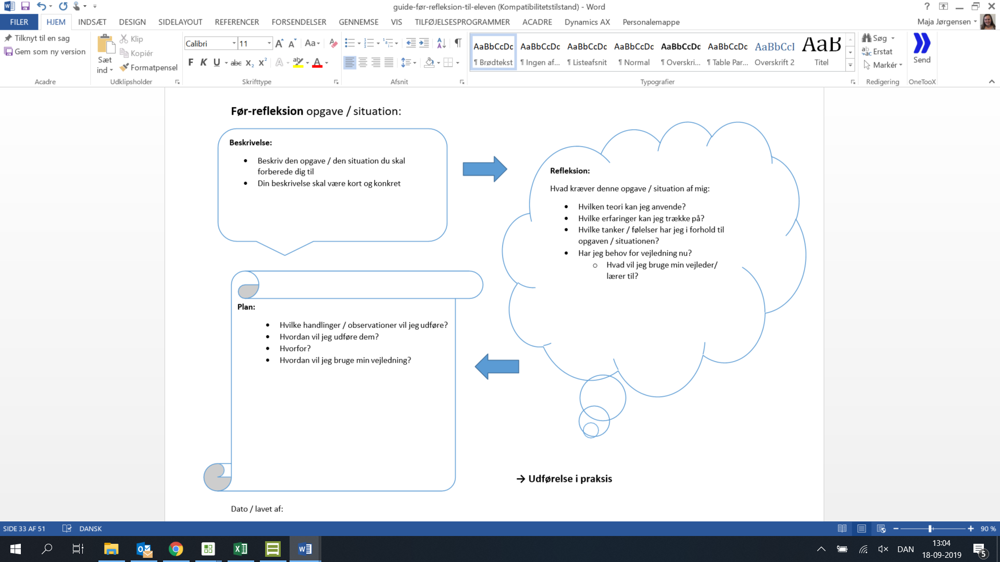 guide-før-refleksion-til-eleven (Kompatibilitetstilstand) - Word
FILER HJEM INDSÆT DESIGN SIDELAYOUT REFERENCER FORSENDELSER GENNEMSE VIS TILFØJELSESPROGRAMMER ACADRE Dynamics AX Personalemappe
Maja Jørgensen
Tilknyt til en sag
Gem som ny version
Acadre
Sæt
ind
Klip
Kopiér
Formatpensel
Udklipsholder
Calibri 11
Aa
F K U abc x₂ x²
A ab A
Skrifttype
Afsnit
AaBbCcDc AaBbCcDc AaBbCcDc AaBbCcDc AaBbCcDc AaBbCcDc AaBbCcI AaB
¶ Brødtekst ¶ Ingen af... ¶ Listeafsnit ¶ Normal ¶ Overskri... ¶ Table Par... Overskrift 2 Titel
Typografier
Søg
Erstat
Markér
Redigering
Send
OneTooX
Før-refleksion opgave / situation:
Beskrivelse:
• Beskriv den opgave / den situation du skal
forberede dig til
• Din beskrivelse skal være kort og konkret
Refleksion:
Hvad kræver denne opgave / situation af mig:
• Hvilken teori kan jeg anvende?
• Hvilke erfaringer kan jeg trække på?
• Hvilke tanker / følelser har jeg i forhold til
opgaven / situationen?
• Har jeg behov for vejledning nu?
o Hvad vil jeg bruge min vejleder/
lærer til?
Plan:
• Hvilke handlinger / observationer vil jeg udføre?
• Hvordan vil jeg udføre dem?
• Hvorfor?
• Hvordan vil jeg bruge min vejledning?
→ Udførelse i praksis
Dato / lavet af:
SIDE 33 AF 51 DANSK
90 %
DAN
13:04
18-09-2019
5